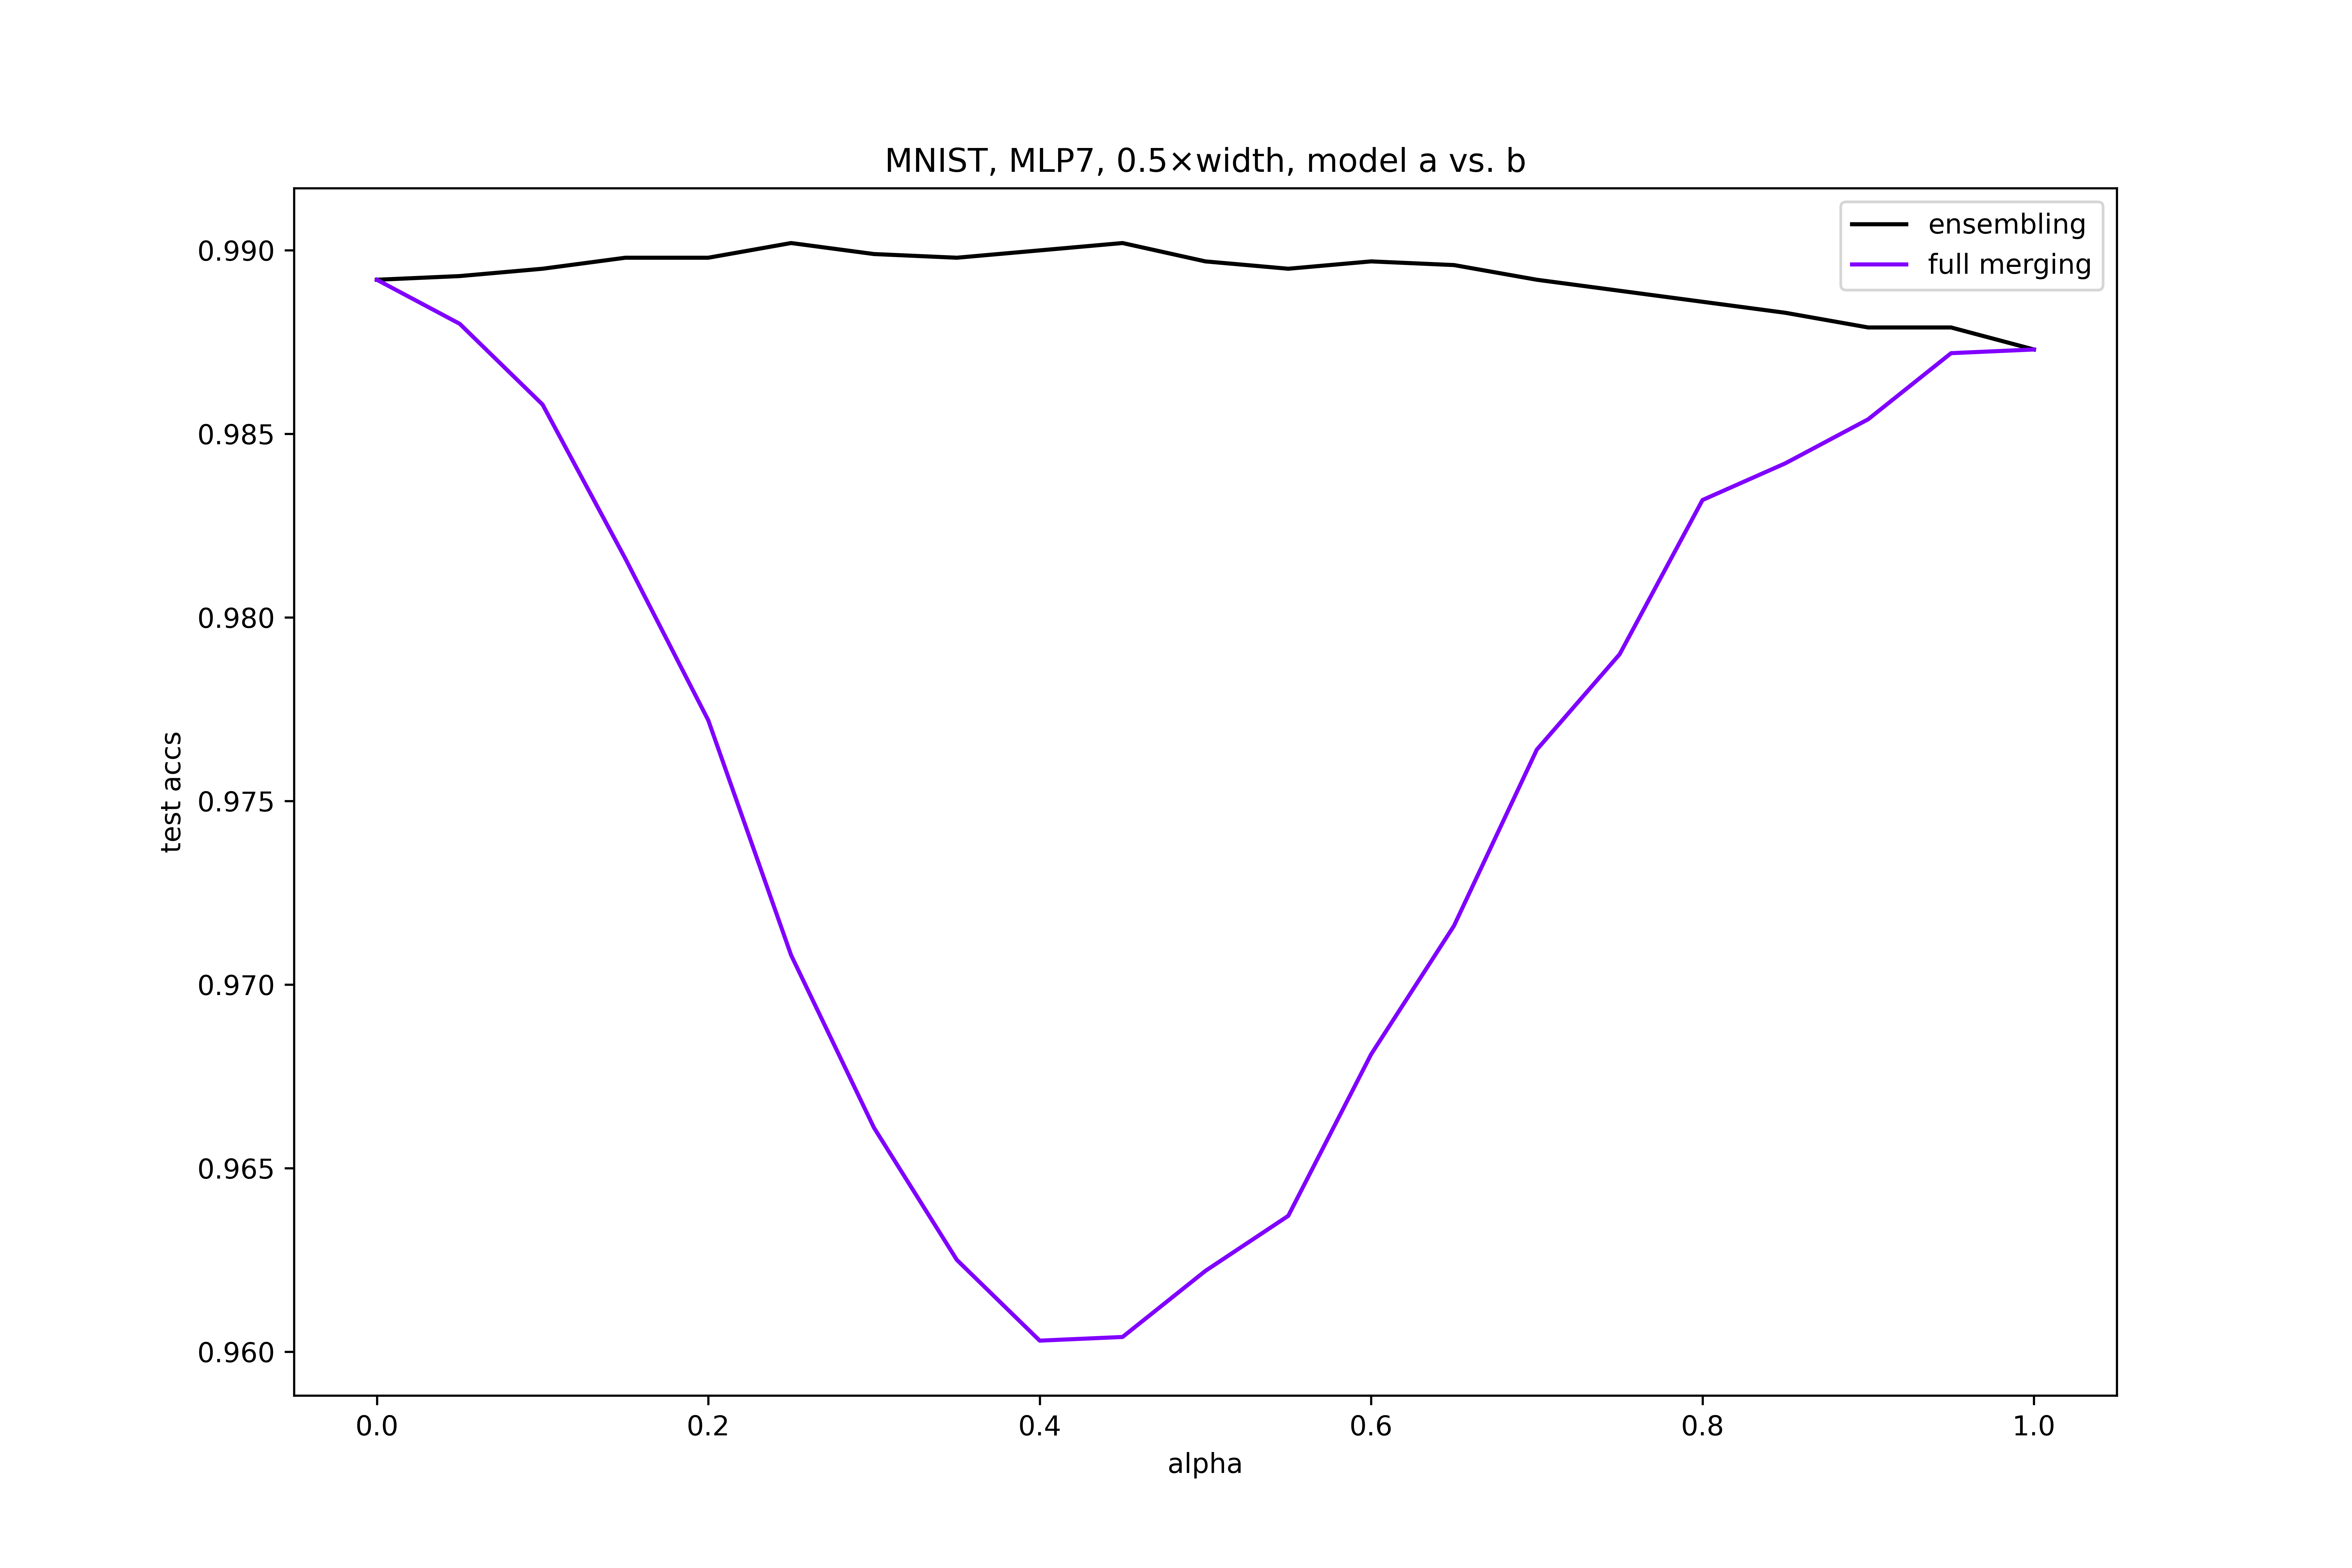 MNIST, MLP7, 0.5×width, model a vs. b
ensembling
full merging
0.990
0.985
0.980
0.975
0.970
0.965
0.960
test accs
0.0 0.2 0.4 0.6 0.8 1.0
alpha